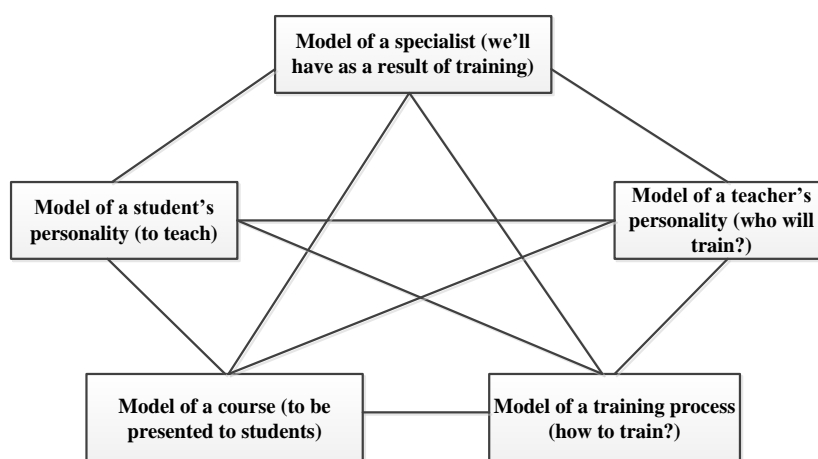 Model of a specialist (we'll
have as a result of training)
Model of a student's
personality (to teach)
Model of a teacher's
personality (who will
train?)
Model of a course (to be
presented to students)
Model of a training process
(how to train?)